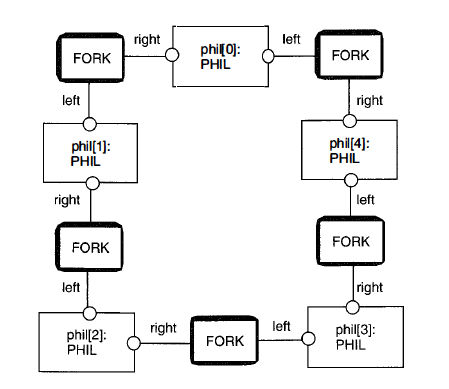 right
phil[0]:
PHIL
left
FORK
FORK
left
right
phil[1]:
PHIL
phil[4]:
PHIL
right
left
FORK
FORK
left
right
phil[2]:
PHIL
right
FORK
left
phil[3]:
PHIL